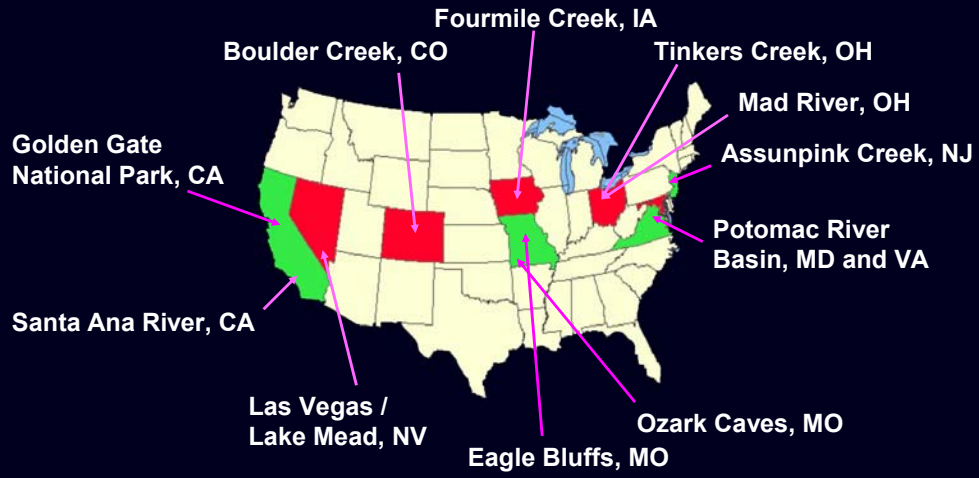 Fourmile Creek, IA
Boulder Creek, CO
Tinkers Creek, OH
Mad River, OH
Golden Gate
National Park, CA
Assunpink Creek, NJ
Potomac River
Basin, MD and VA
Santa Ana River, CA
Las Vegas /
Lake Mead, NV
Ozark Caves, MO
Eagle Bluffs, MO